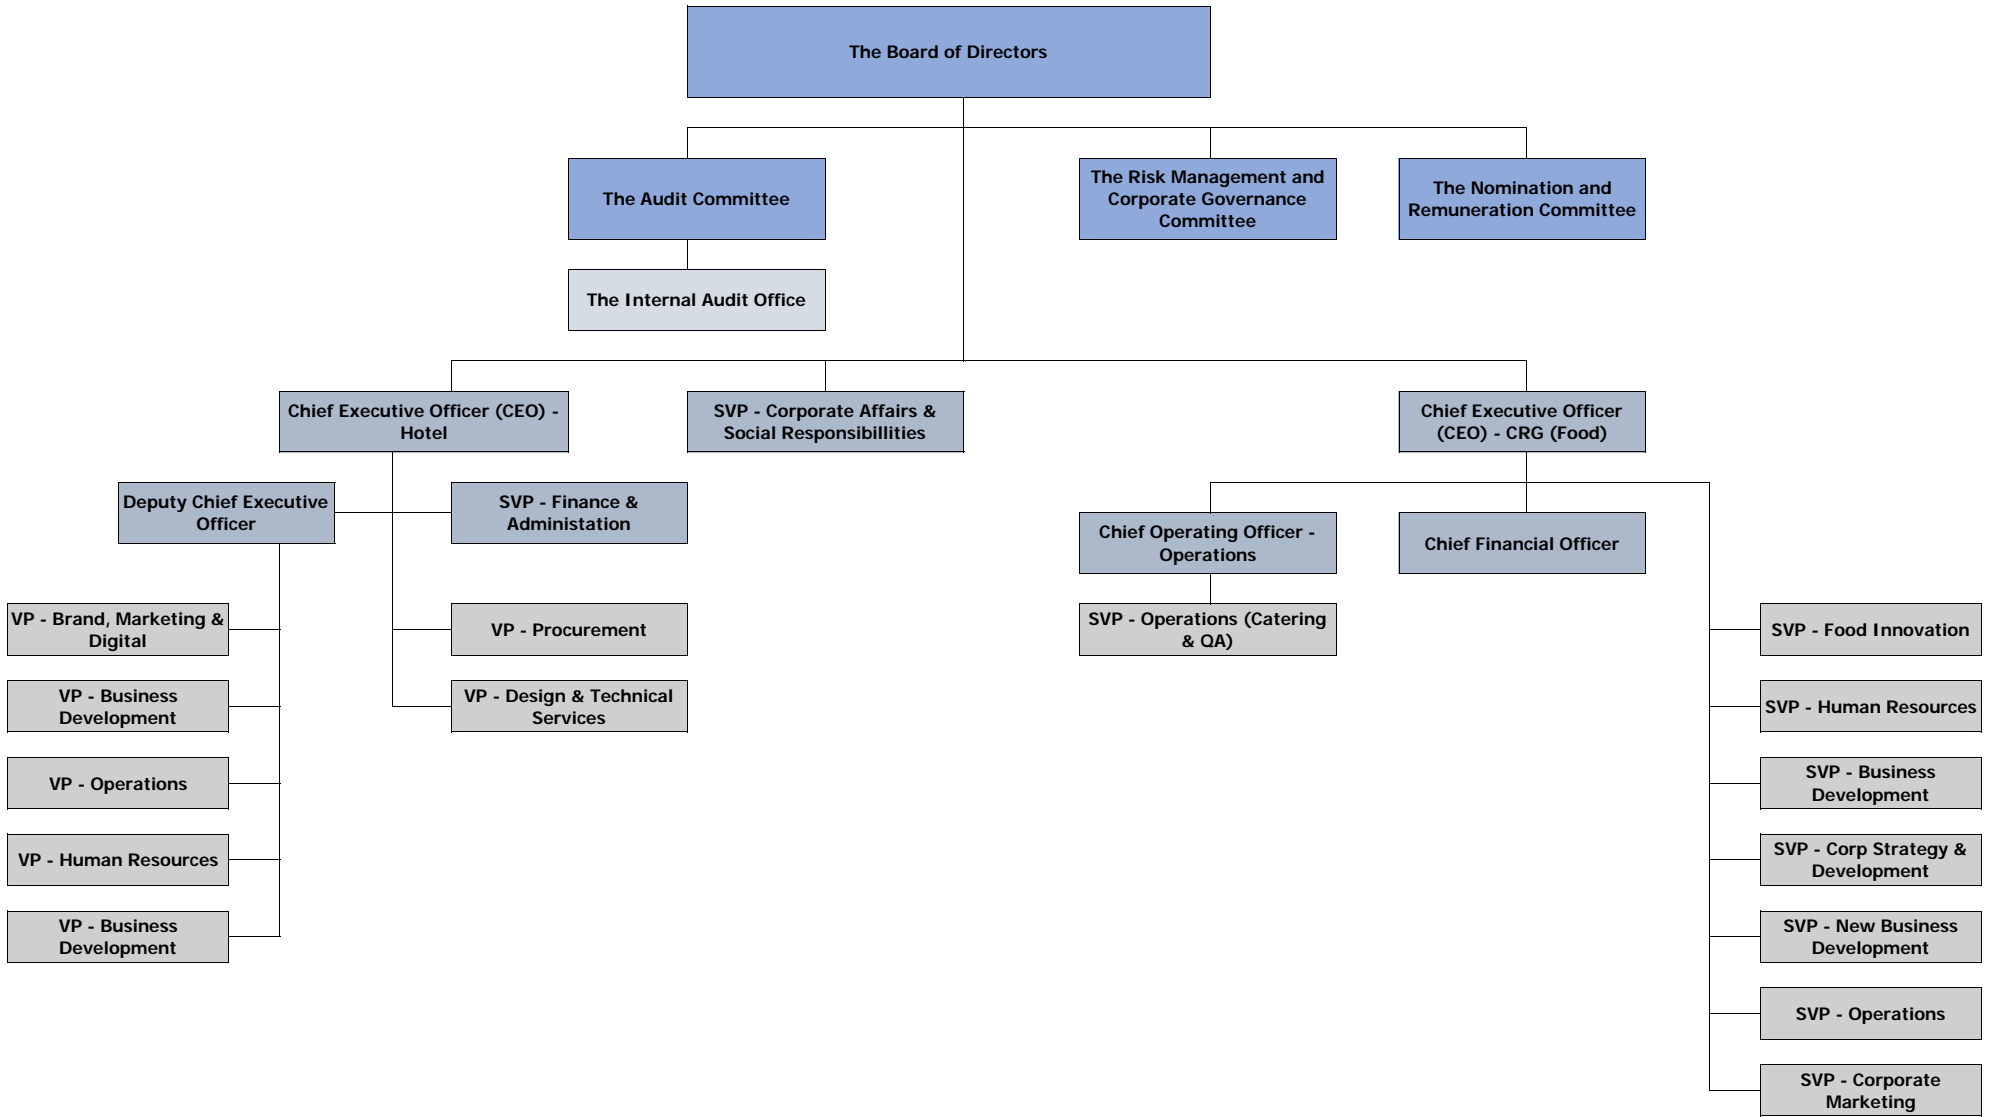 The Board of Directors
The Audit Committee
The Risk Management and
Corporate Governance
Committee
The Nomination and
Remuneration Committee
The Internal Audit Office
Chief Executive Officer (CEO) -
Hotel
SVP - Corporate Affairs &
Social Responsibillities
Chief Executive Officer
(CEO) - CRG (Food)
Deputy Chief Executive
Officer
SVP - Finance &
Administation
Chief Operating Officer -
Operations
Chief Financial Officer
VP - Brand, Marketing &
Digital
VP - Procurement
SVP - Operations (Catering
& QA)
SVP - Food Innovation
VP - Business
Development
VP - Design & Technical
Services
SVP - Human Resources
VP - Operations
SVP - Business
Development
VP - Human Resources
SVP - Corp Strategy &
Development
VP - Business
Development
SVP - New Business
Development
SVP - Operations
SVP - Corporate
Marketing